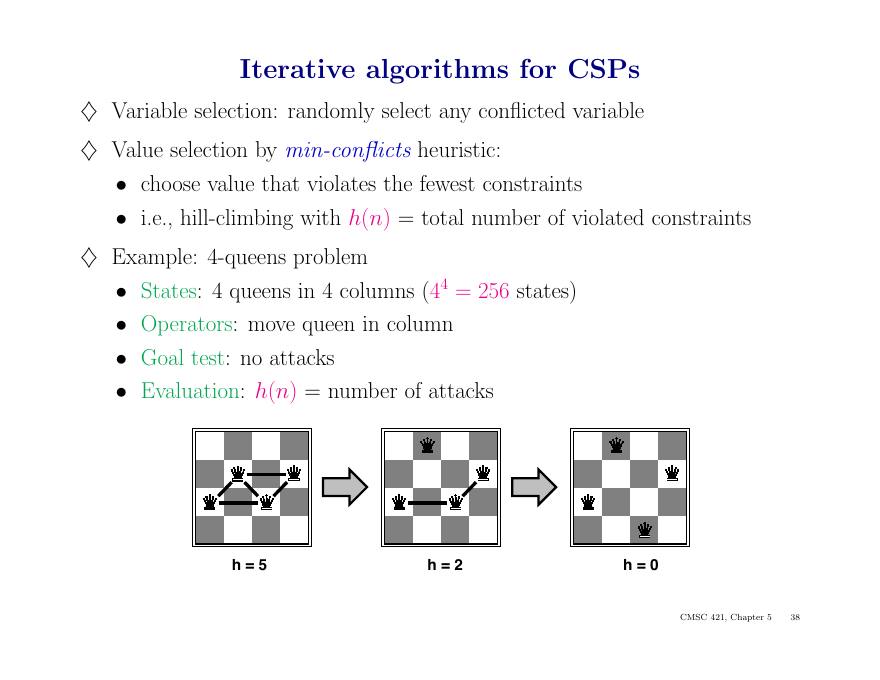 Iterative algorithms for CSPs
♢ Variable selection: randomly select any conflicted variable
♢ Value selection by min-conflicts heuristic:
• choose value that violates the fewest constraints
• i.e., hill-climbing with h(n) = total number of violated constraints
♢ Example: 4-queens problem
• States: 4 queens in 4 columns (4⁴ = 256 states)
• Operators: move queen in column
• Goal test: no attacks
• Evaluation: h(n) = number of attacks
h = 5 h = 2 h = 0
CMSC 421, Chapter 5 38